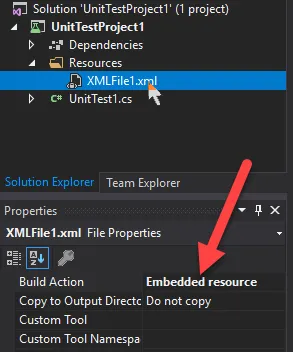 Solution 'UnitTestProject1' (1 project)
UnitTestProject1
Dependencies
Resources
XMLFile1.xml
C# UnitTest1.cs
Solution Explorer Team Explorer
Properties
XMLFile1.xml File Properties
Build Action Embedded resource
Copy to Output Directo Do not copy
Custom Tool
Custom Tool Namespa